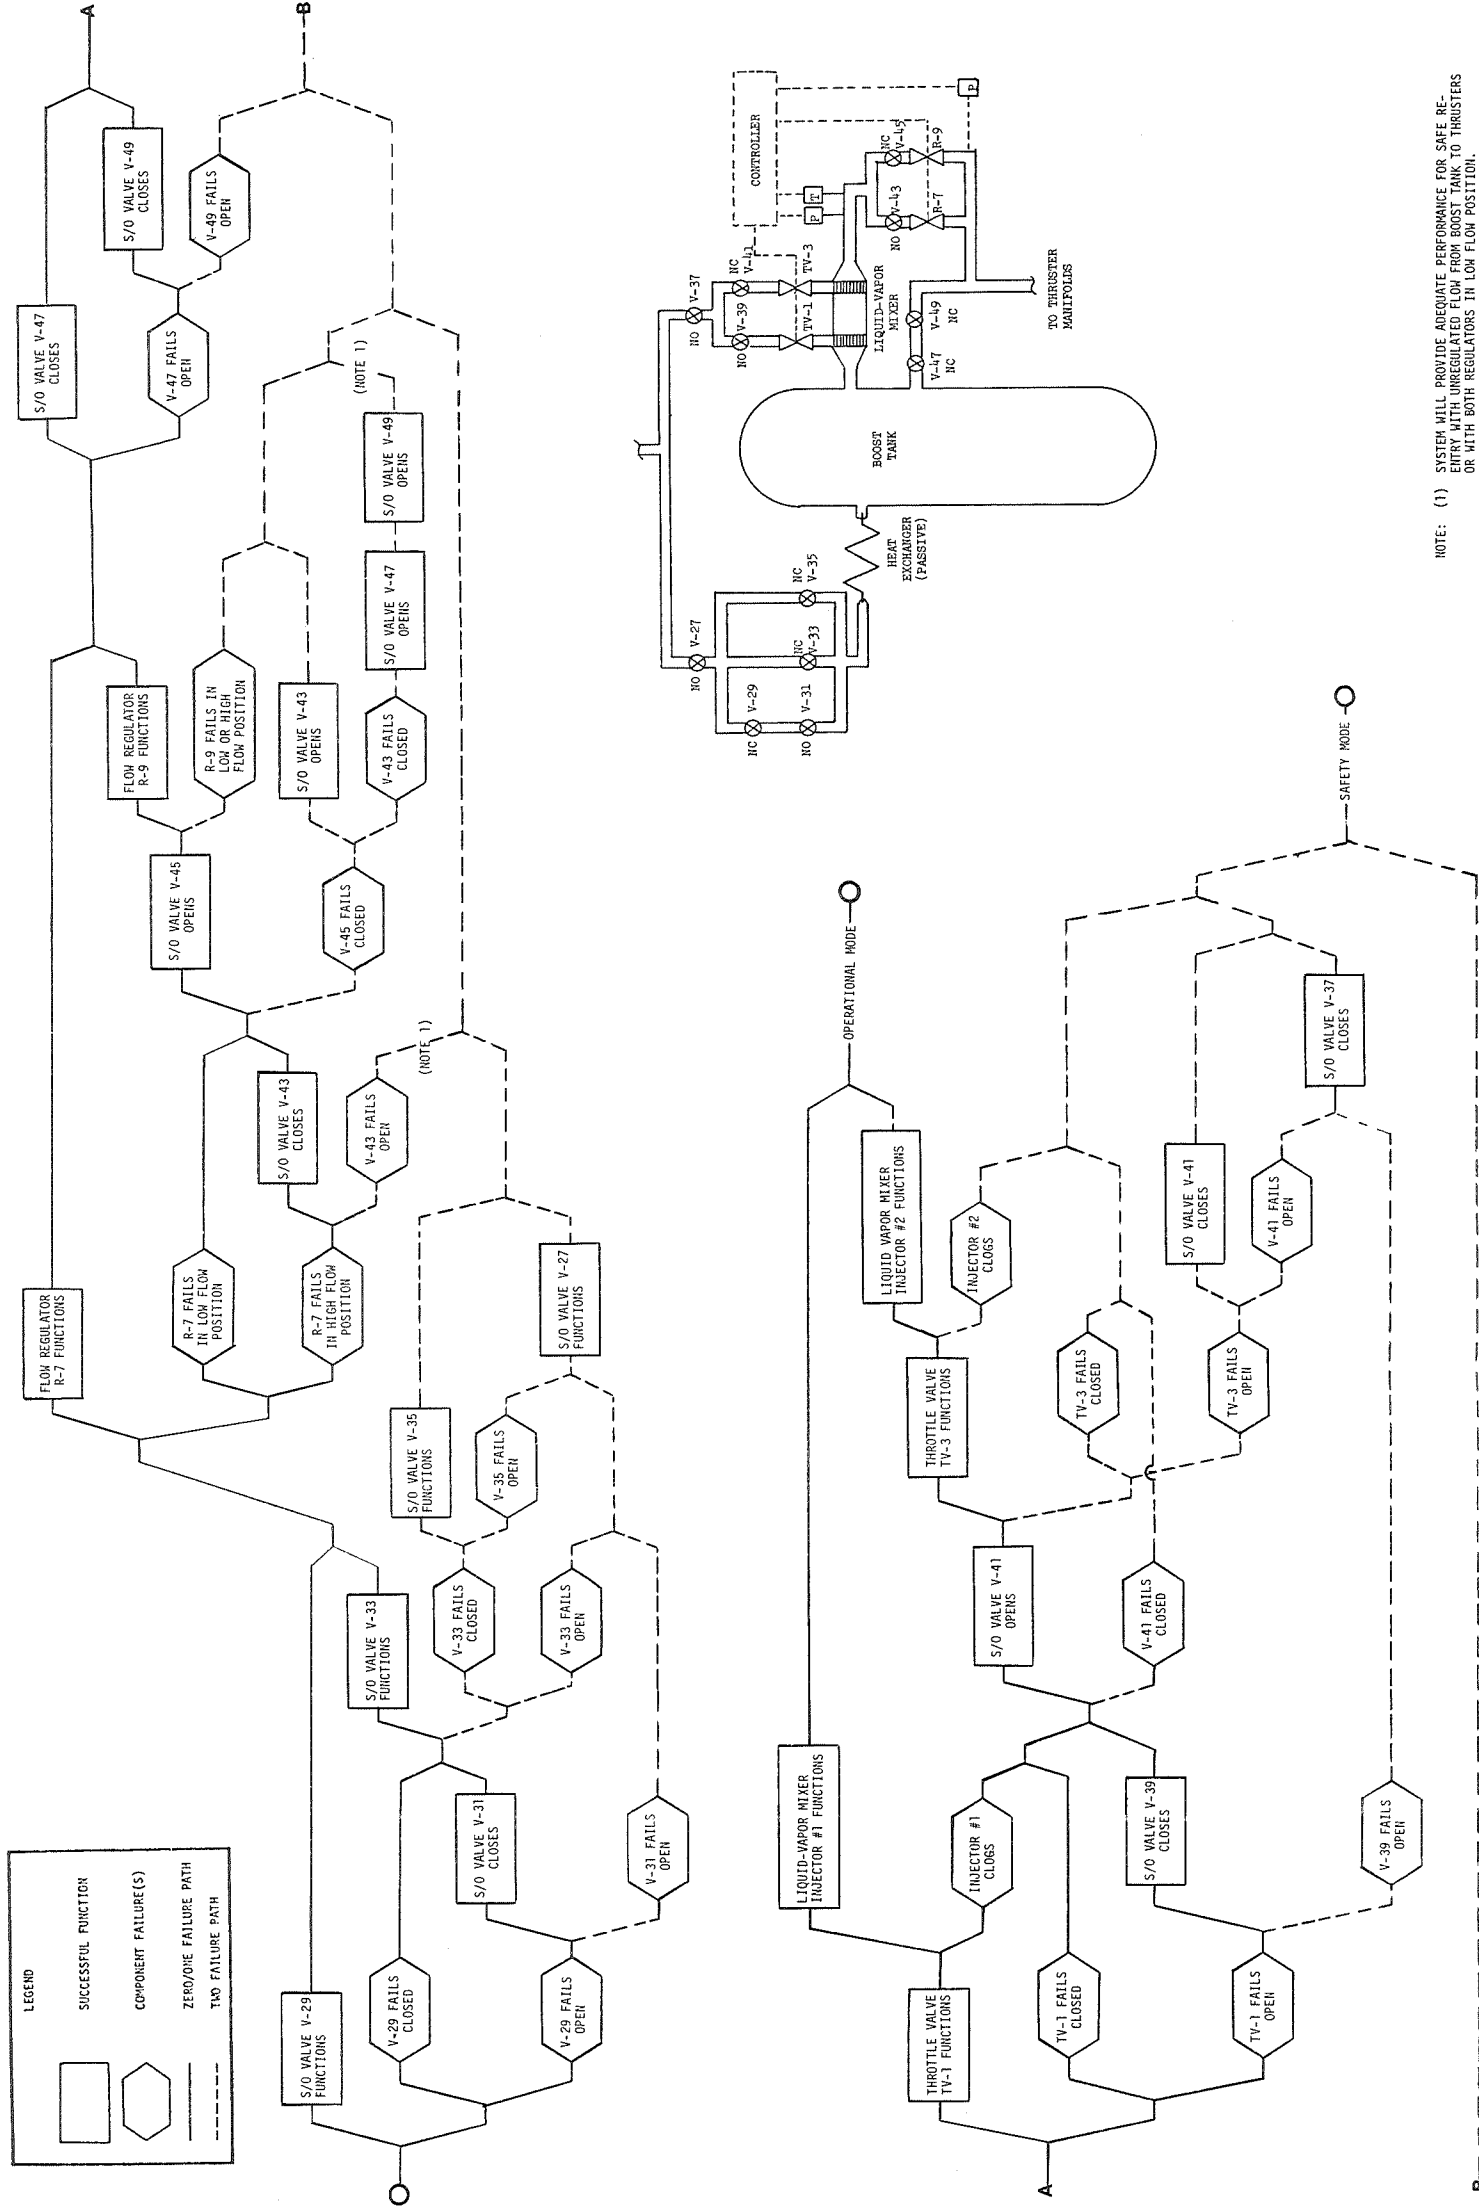 LEGEND
SUCCESSFUL FUNCTION
COMPONENT FAILURE(S)
ZERO/ONE FAILURE PATH
TWO FAILURE PATH
S/O VALVE V-29
FUNCTIONS
V-29 FAILS
CLOSED
V-29 FAILS
OPEN
S/O VALVE V-31
CLOSES
V-31 FAILS
OPEN
S/O VALVE V-33
FUNCTIONS
V-33 FAILS
CLOSED
V-33 FAILS
OPEN
S/O VALVE V-35
FUNCTIONS
V-35 FAILS
OPEN
S/O VALVE V-27
FUNCTIONS
FLOW REGULATOR
R-7 FUNCTIONS
R-7 FAILS
IN LOW FLOW
POSITION
R-7 FAILS
IN HIGH FLOW
POSITION
S/O VALVE V-43
CLOSES
V-43 FAILS
OPEN
(NOTE 1)
S/O VALVE V-45
OPENS
V-45 FAILS
CLOSED
FLOW REGULATOR
R-9 FUNCTIONS
R-9 FAILS IN
LOW OR HIGH
FLOW POSITION
S/O VALVE V-43
OPENS
V-43 FAILS
CLOSED
S/O VALVE V-47
OPENS
S/O VALVE V-49
OPENS
(NOTE 1)
S/O VALVE V-47
CLOSES
V-47 FAILS
OPEN
S/O VALVE V-49
CLOSES
V-49 FAILS
OPEN
A
B
A
THROTTLE VALVE
TV-1 FUNCTIONS
TV-1 FAILS
CLOSED
TV-1 FAILS
OPEN
LIQUID-VAPOR MIXER
INJECTOR #1 FUNCTIONS
INJECTOR #1
CLOGS
S/O VALVE V-39
CLOSES
V-39 FAILS
OPEN
S/O VALVE V-41
OPENS
V-41 FAILS
CLOSED
THROTTLE VALVE
TV-3 FUNCTIONS
TV-3 FAILS
CLOSED
TV-3 FAILS
OPEN
LIQUID VAPOR MIXER
INJECTOR #2 FUNCTIONS
INJECTOR #2
CLOGS
S/O VALVE V-41
CLOSES
V-41 FAILS
OPEN
S/O VALVE V-37
CLOSES
OPERATIONAL MODE
SAFETY MODE
B
NO
V-27
NC
V-29
NO
V-31
NC
V-33
NC
V-35
HEAT
EXCHANGER
(PASSIVE)
BOOST
TANK
NO
V-37
NO
V-39
NC
V-41
TV-1
TV-3
LIQUID-VAPOR
MIXER
CONTROLLER
P
T
P
NO
V-43
NC
V-45
R-7
R-9
V-47
NC
V-49
NC
TO THRUSTER
MANIFOLDS
NOTE: (1) SYSTEM WILL PROVIDE ADEQUATE PERFORMANCE FOR SAFE RE-
ENTRY WITH UNREGULATED FLOW FROM BOOST TANK TO THRUSTERS
OR WITH BOTH REGULATORS IN LOW FLOW POSITION.